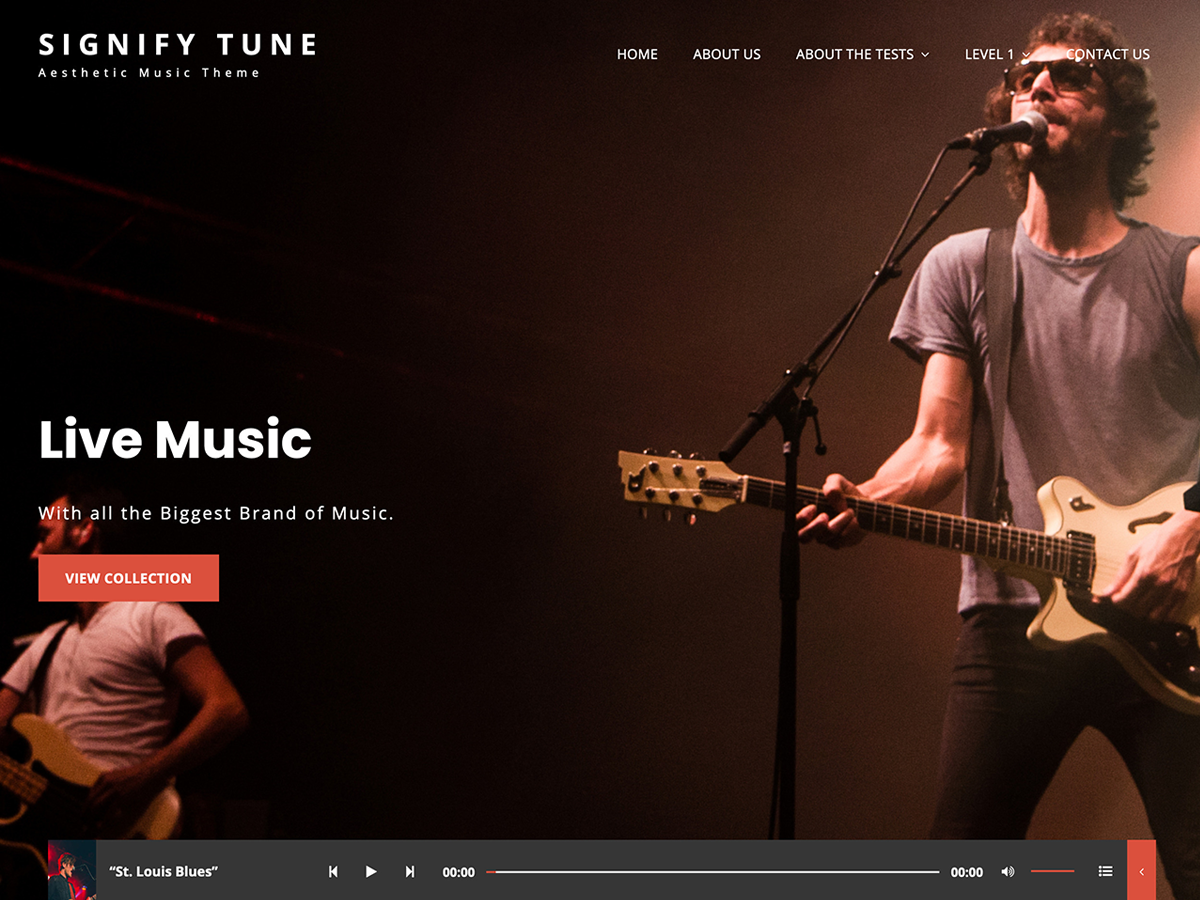 SIGNIFY TUNE
Aesthetic Music Theme
HOME ABOUT US ABOUT THE TESTS LEVEL 1 CONTACT US
Live Music
With all the Biggest Brand of Music.
VIEW COLLECTION
“St. Louis Blues” 00:00 00:00